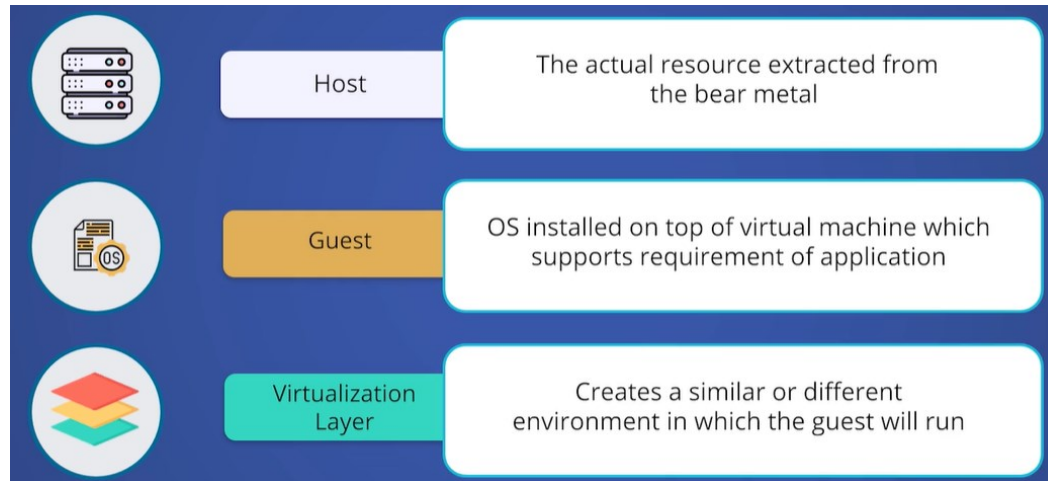 Host
The actual resource extracted from
the bear metal
OS
Guest
OS installed on top of virtual machine which
supports requirement of application
Virtualization
Layer
Creates a similar or different
environment in which the guest will run